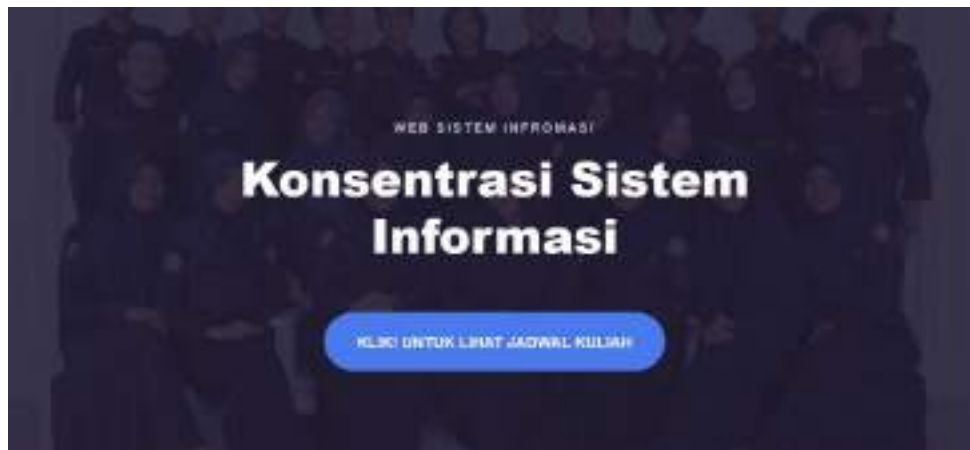 WEB SISTEM INFROMASI
Konsentrasi Sistem
Informasi
KLIK! UNTUK LIHAT JADWAL KULIAH